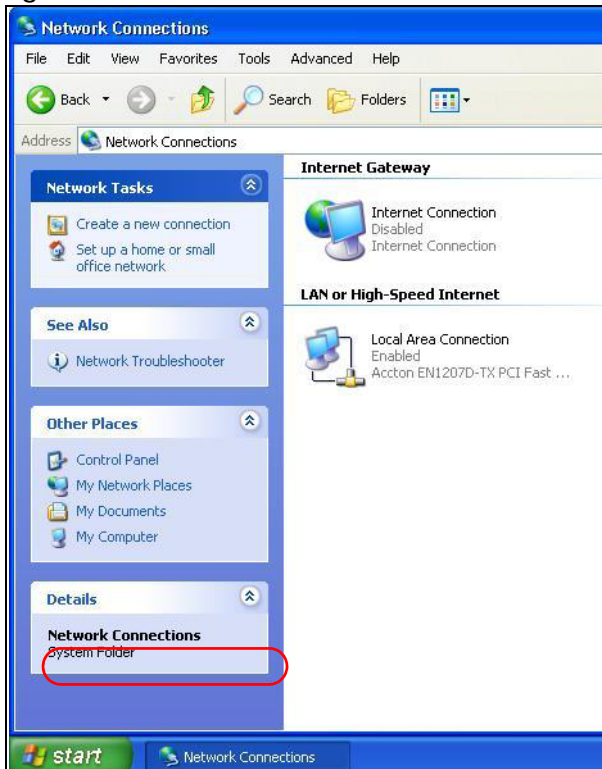 Network Connections
File Edit View Favorites Tools Advanced Help
Back Search Folders
Address Network Connections
Network Tasks
Create a new connection
Set up a home or small
office network
See Also
Network Troubleshooter
Other Places
Control Panel
My Network Places
My Documents
My Computer
Details
Network Connections
System Folder
Internet Gateway
Internet Connection
Disabled
Internet Connection
LAN or High-Speed Internet
Local Area Connection
Enabled
Accton EN1207D-TX PCI Fast ...
start Network Connections